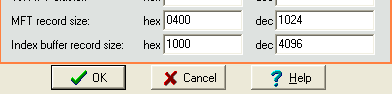 MFT record size: hex 0400 dec 1024
Index buffer record size: hex 1000 dec 4096
OK Cancel ? Help